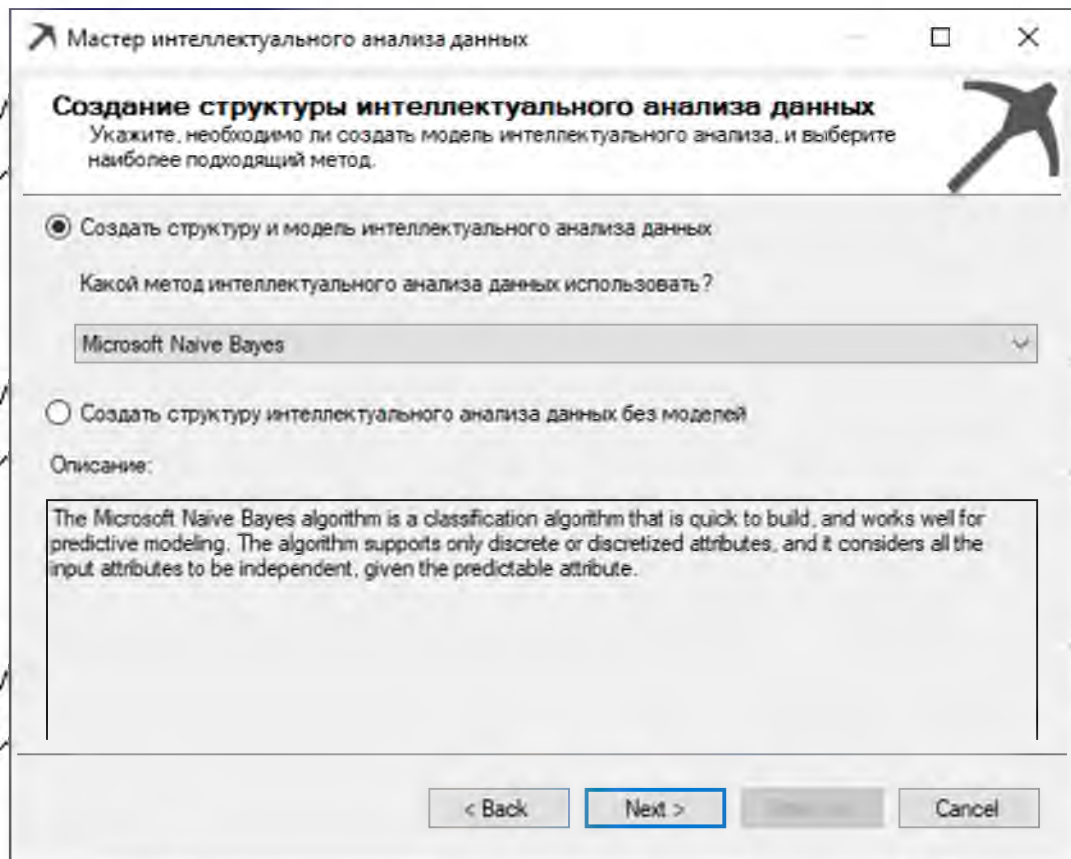 Мастер интеллектуального анализа данных
Создание структуры интеллектуального анализа данных
Укажите, необходимо ли создать модель интеллектуального анализа, и выберите
наиболее подходящий метод.
Создать структуру и модель интеллектуального анализа данных
Какой метод интеллектуального анализа данных использовать?
Microsoft Naive Bayes
Создать структуру интеллектуального анализа данных без моделей
Описание:
The Microsoft Naive Bayes algorithm is a classification algorithm that is quick to build, and works well for
predictive modeling. The algorithm supports only discrete or discretized attributes, and it considers all the
input attributes to be independent, given the predictable attribute.
< Back Next > Cancel